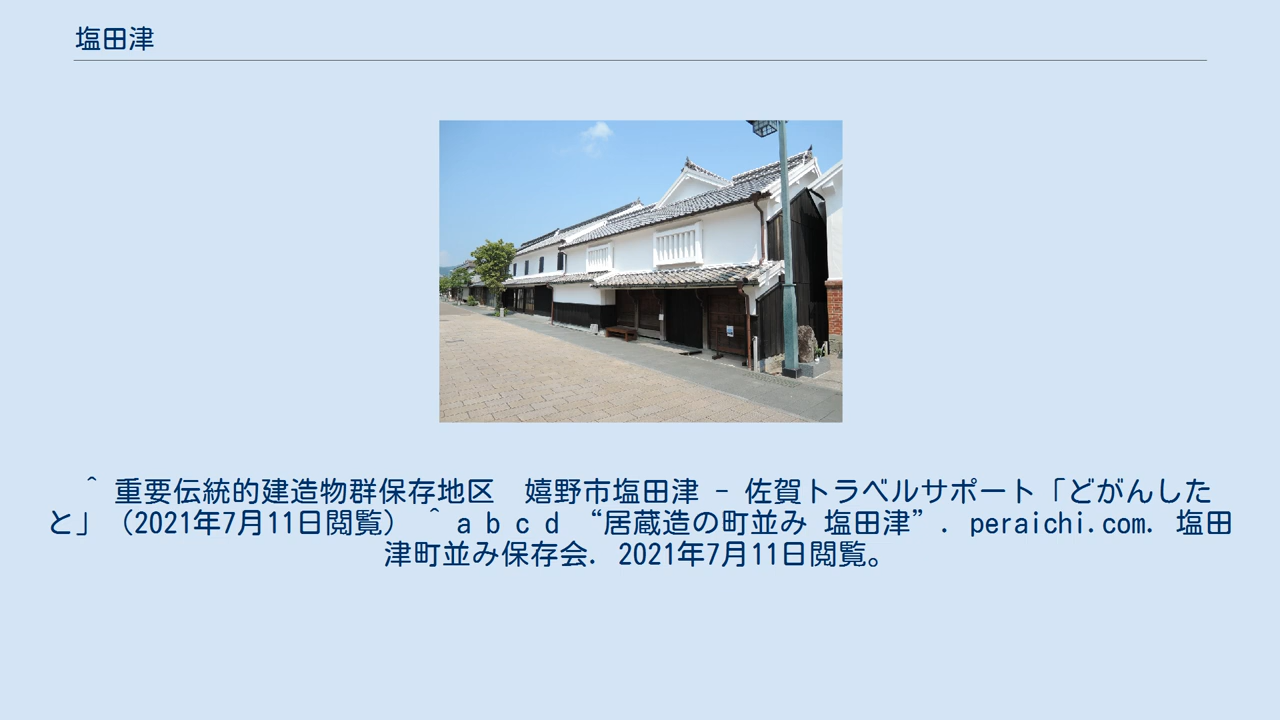 塩田津
^ 重要伝統的建造物群保存地区　嬉野市塩田津 - 佐賀トラベルサポート「どがんした
と」（2021年7月11日閲覧） ^ a b c d “居蔵造の町並み 塩田津”. peraichi.com. 塩田
津町並み保存会. 2021年7月11日閲覧。